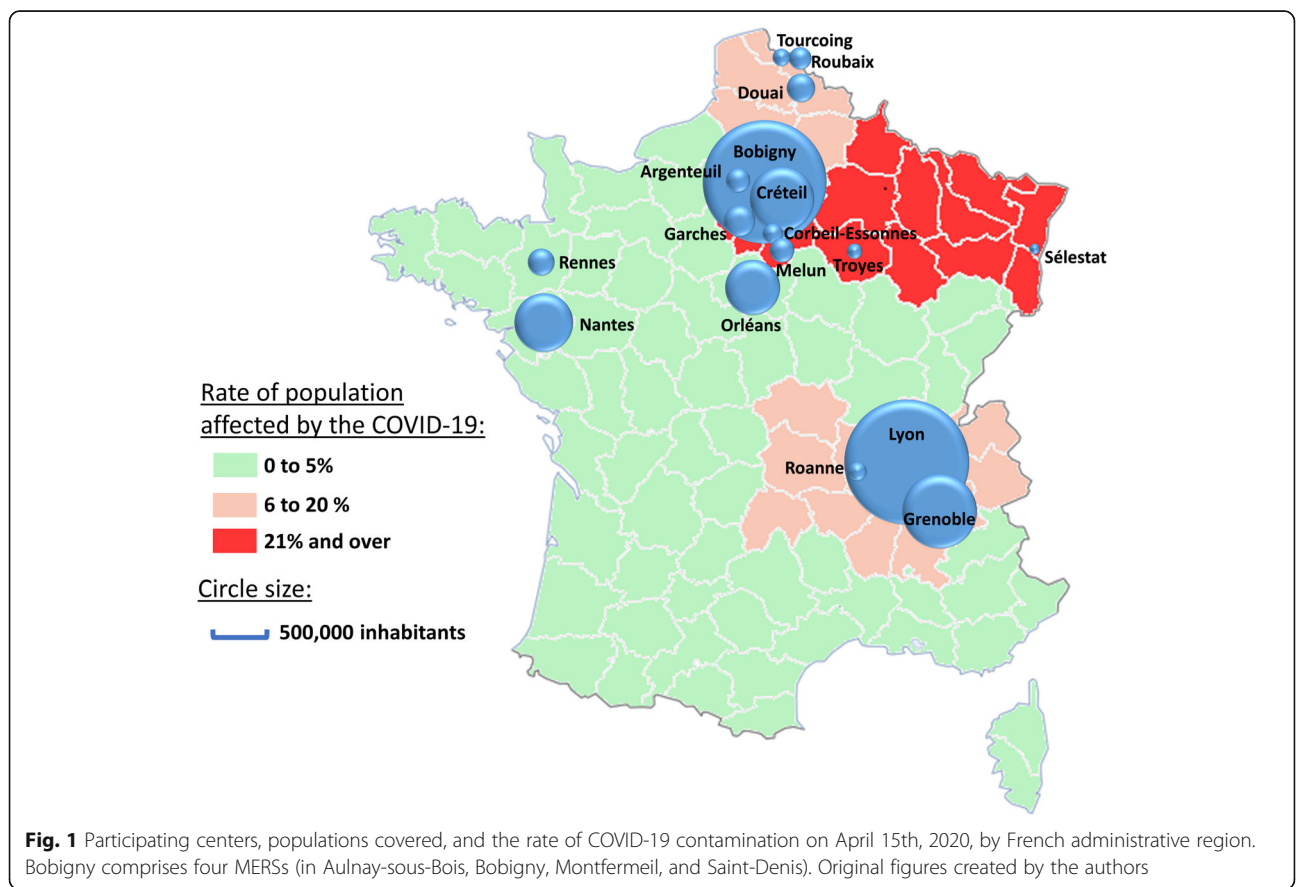 Tourcoing
Roubaix
Douai
Bobigny
Argenteuil
Créteil
Garches
Corbeil-Essonnes
Melun
Troyes
Sélestat
Rennes
Orléans
Nantes
Rate of population
affected by the COVID-19:
0 to 5%
6 to 20 %
21% and over
Circle size:
500,000 inhabitants
Lyon
Roanne
Grenoble
Fig. 1 Participating centers, populations covered, and the rate of COVID-19 contamination on April 15th, 2020, by French administrative region.
Bobigny comprises four MERSs (in Aulnay-sous-Bois, Bobigny, Montfermeil, and Saint-Denis). Original figures created by the authors